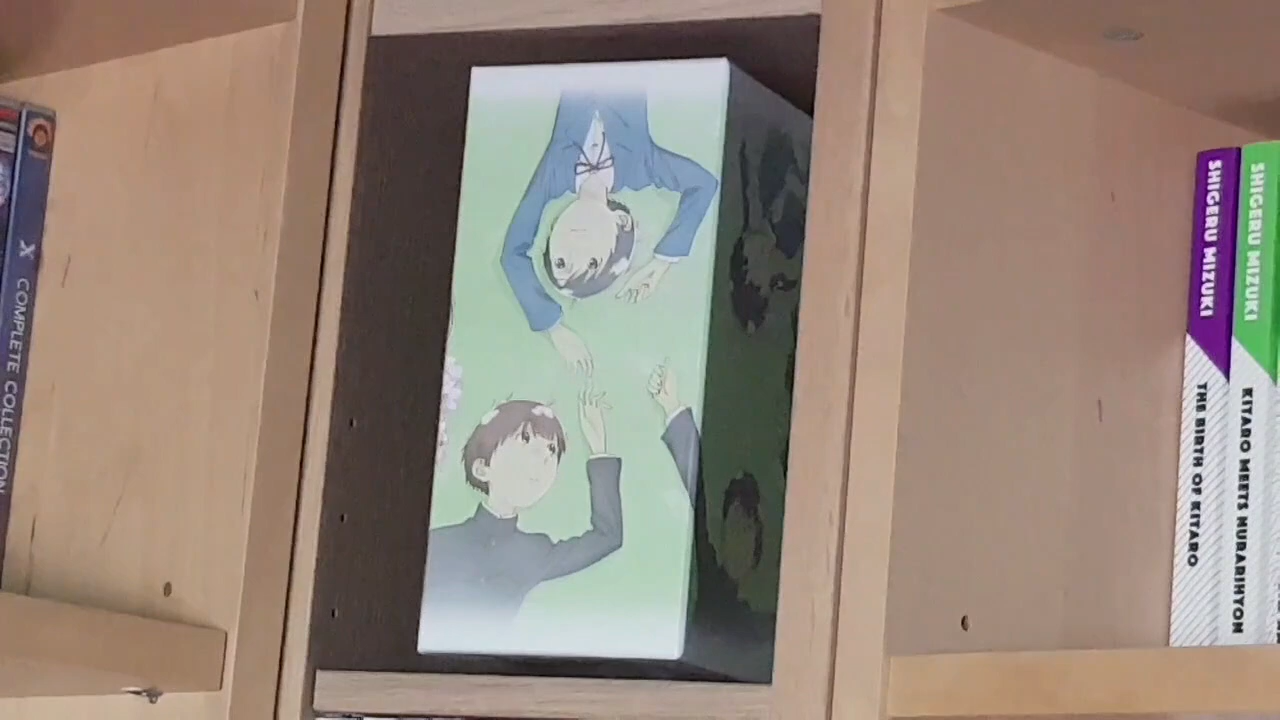 X COMPLETE COLLECTION
SHIGERU MIZUKI
THE BIRTH OF KITARO
SHIGERU MIZUKI
KITARO MEETS NURARIHYON